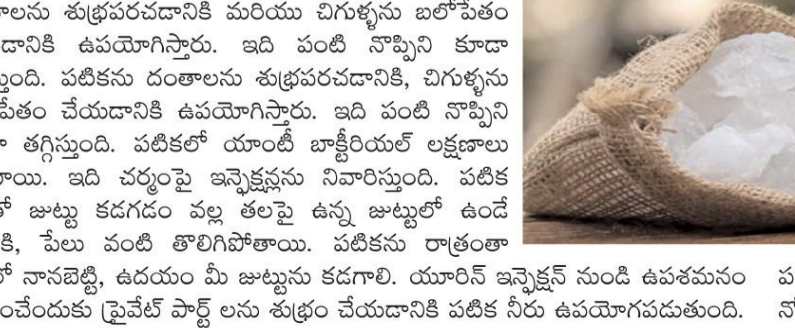 శుభ్రపరచడానికి మరియు చిగుళ్ళను బలోపేతం
ఉపయోగిస్తారు. ఇది పంటి నొప్పిని కూడా
పటికను దంతాలను శుభ్రపరచడానికి, చిగుళ్ళను
చేయడానికి ఉపయోగిస్తారు. ఇది పంటి నొప్పిని
తగ్గిస్తుంది. పటికలో యాంటీ బాక్టీరియల్ లక్షణాలు
ఇది చర్మంపై ఇన్ఫెక్షన్లను నివారిస్తుంది. పటిక
జుట్టు కడగడం వల్ల తలపై ఉన్న జుట్టులో ఉండే
పేలు వంటి తొలిగిపోతాయి. పటికను రాత్రంతా
నానబెట్టి, ఉదయం మీ జుట్టును కడగాలి. యూరిన్ ఇన్ఫెక్షన్ నుండి ఉపశమనం
ప్రైవేట్ పార్ట్ లను శుభ్రం చేయడానికి పటిక నీరు ఉపయోగపడుతుంది.